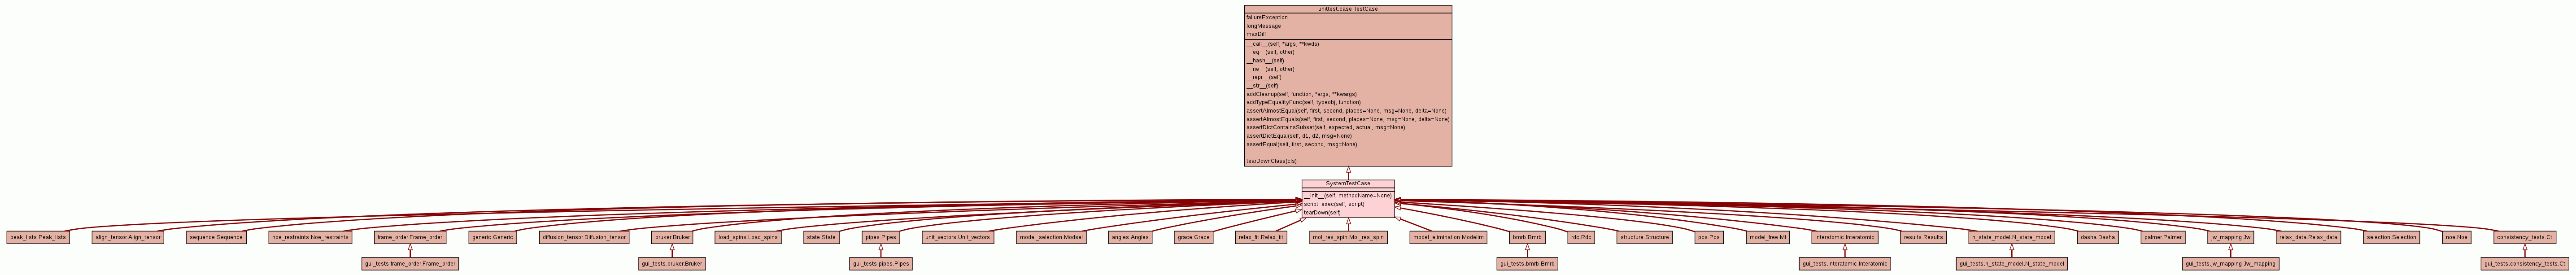 unittest.case.TestCase
failureException
longMessage
maxDiff
__call__(self, *args, **kwds)
__eq__(self, other)
__hash__(self)
__ne__(self, other)
__repr__(self)
__str__(self)
addCleanup(self, function, *args, **kwargs)
addTypeEqualityFunc(self, typeobj, function)
assertAlmostEqual(self, first, second, places=None, msg=None, delta=None)
assertAlmostEquals(self, first, second, places=None, msg=None, delta=None)
assertDictContainsSubset(self, expected, actual, msg=None)
assertDictEqual(self, d1, d2, msg=None)
assertEqual(self, first, second, msg=None)
...
tearDownClass(cls)
SystemTestCase
__init__(self, methodName=None)
script_exec(self, script)
tearDown(self)
peak_lists.Peak_lists
align_tensor.Align_tensor
sequence.Sequence
noe_restraints.Noe_restraints
frame_order.Frame_order
generic.Generic
diffusion_tensor.Diffusion_tensor
bruker.Bruker
load_spins.Load_spins
state.State
pipes.Pipes
unit_vectors.Unit_vectors
model_selection.Modsel
angles.Angles
grace.Grace
relax_fit.Relax_fit
mol_res_spin.Mol_res_spin
model_elimination.Modelim
bmrb.Bmrb
rdc.Rdc
structure.Structure
pcs.Pcs
model_free.Mf
interatomic.Interatomic
results.Results
n_state_model.N_state_model
dasha.Dasha
palmer.Palmer
jw_mapping.Jw
relax_data.Relax_data
selection.Selection
noe.Noe
consistency_tests.Ct
gui_tests.frame_order.Frame_order
gui_tests.bruker.Bruker
gui_tests.pipes.Pipes
gui_tests.bmrb.Bmrb
gui_tests.interatomic.Interatomic
gui_tests.n_state_model.N_state_model
gui_tests.jw_mapping.Jw_mapping
gui_tests.consistency_tests.Ct